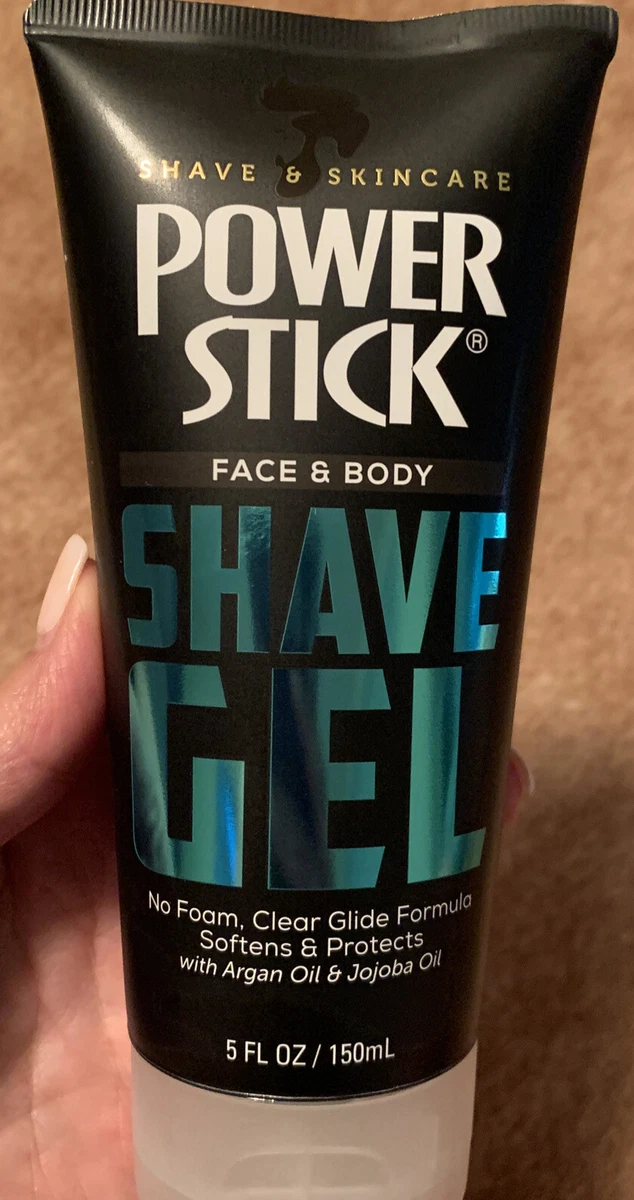 SHAVE & SKINCARE
POWER
STICK®
FACE & BODY
SHAVE
GEL
No Foam, Clear Glide Formula
Softens & Protects
with Argan Oil & Jojoba Oil
5 FL OZ / 150mL